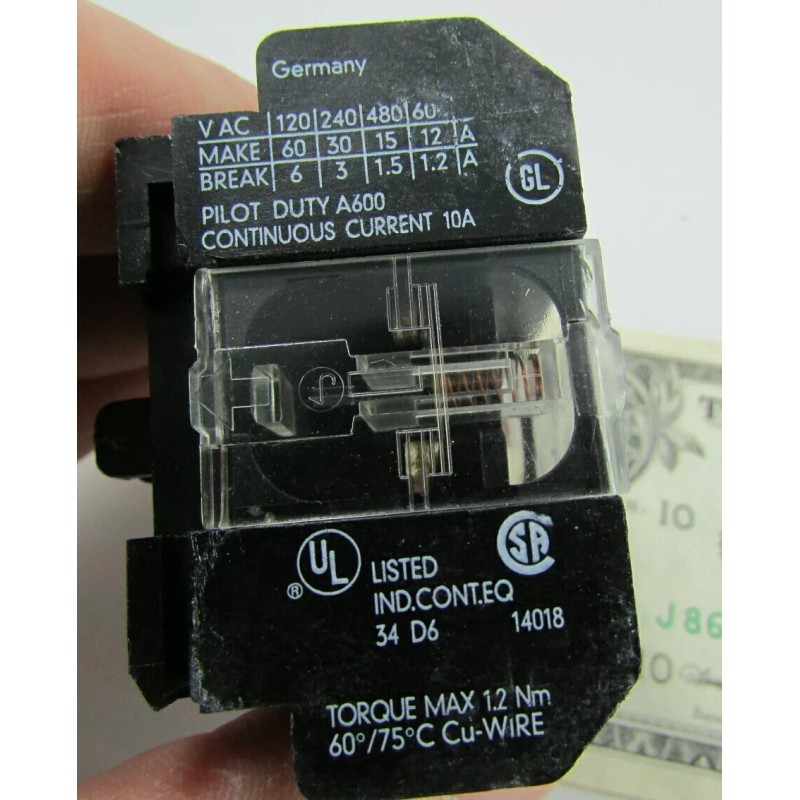 Germany
V AC 120 240 480 60
MAKE 60 30 15 12 A
BREAK 6 3 1.5 1.2 A
GL
PILOT DUTY A600
CONTINUOUS CURRENT 10A
UL
®
LISTED
SA
IND.CONT.EQ
34 D6
14018
TORQUE MAX 1.2 Nm
60°/75°C Cu-WIRE
10
J86